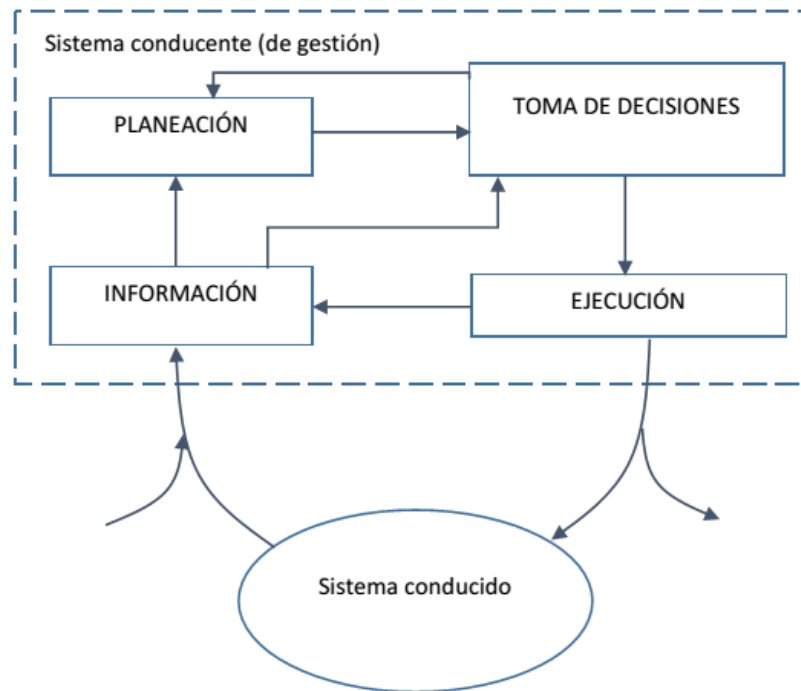 Sistema conducente (de gestión)
PLANEACIÓN
TOMA DE DECISIONES
INFORMACIÓN
EJECUCIÓN
Sistema conducido